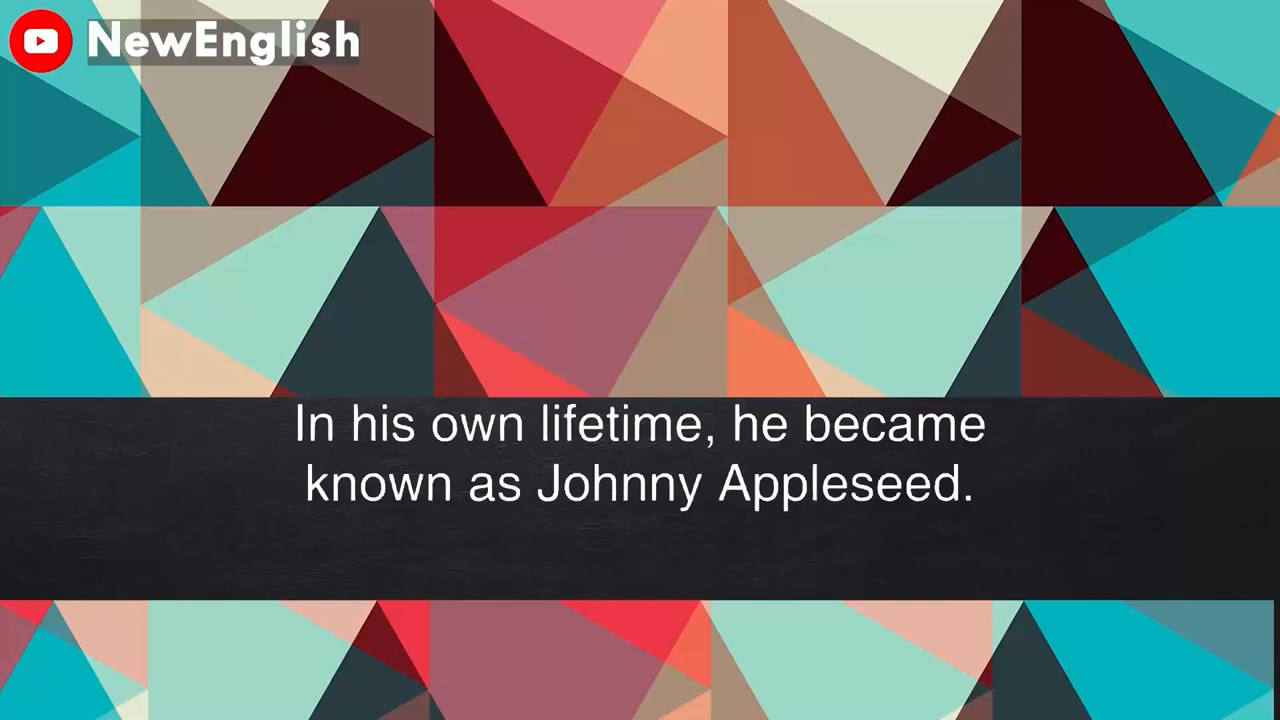 NewEnglish
In his own lifetime, he became
known as Johnny Appleseed.